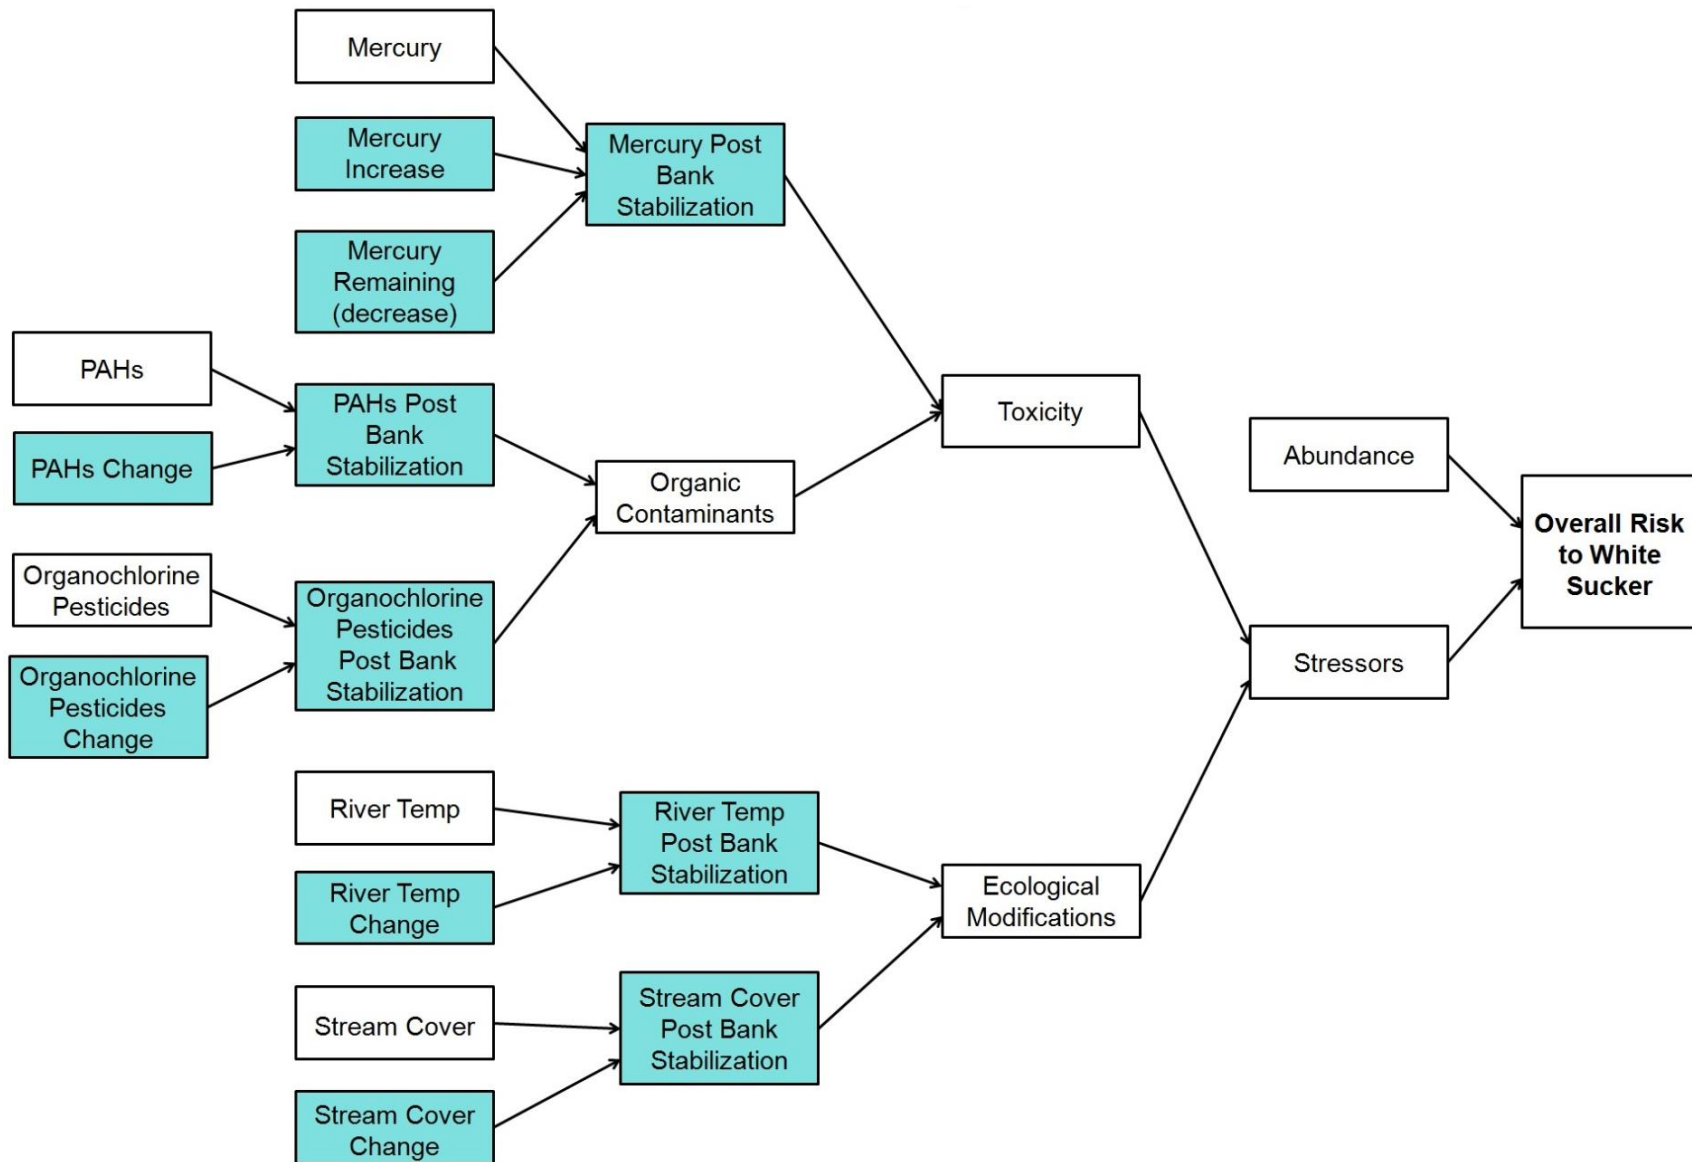 Mercury
Mercury
Increase
Mercury
Remaining
(decrease)
Mercury Post
Bank
Stabilization
PAHs
PAHs Change
PAHs Post
Bank
Stabilization
Organochlorine
Pesticides
Organochlorine
Pesticides
Change
Organochlorine
Pesticides
Post Bank
Stabilization
Organic
Contaminants
Toxicity
River Temp
River Temp
Change
River Temp
Post Bank
Stabilization
Stream Cover
Stream Cover
Change
Stream Cover
Post Bank
Stabilization
Ecological
Modifications
Abundance
Stressors
Overall Risk
to White
Sucker